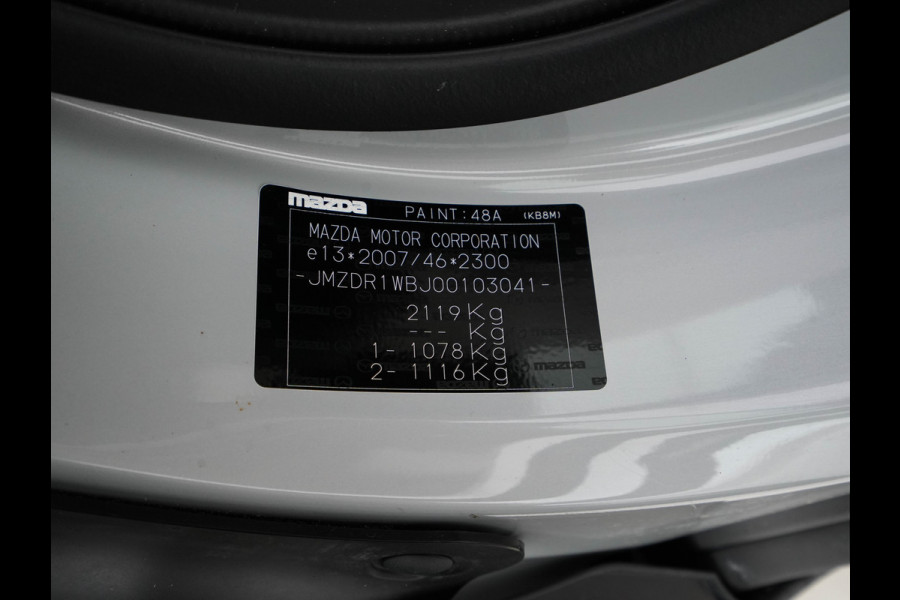 mazda PAINT:48A (KB8M)
MAZDA MOTOR CORPORATION
e13*2007/46*2300
-JMZDR1WBJ00103041-
2119Kg
--- Kg
1- 1078Kg
2- 1116Kg